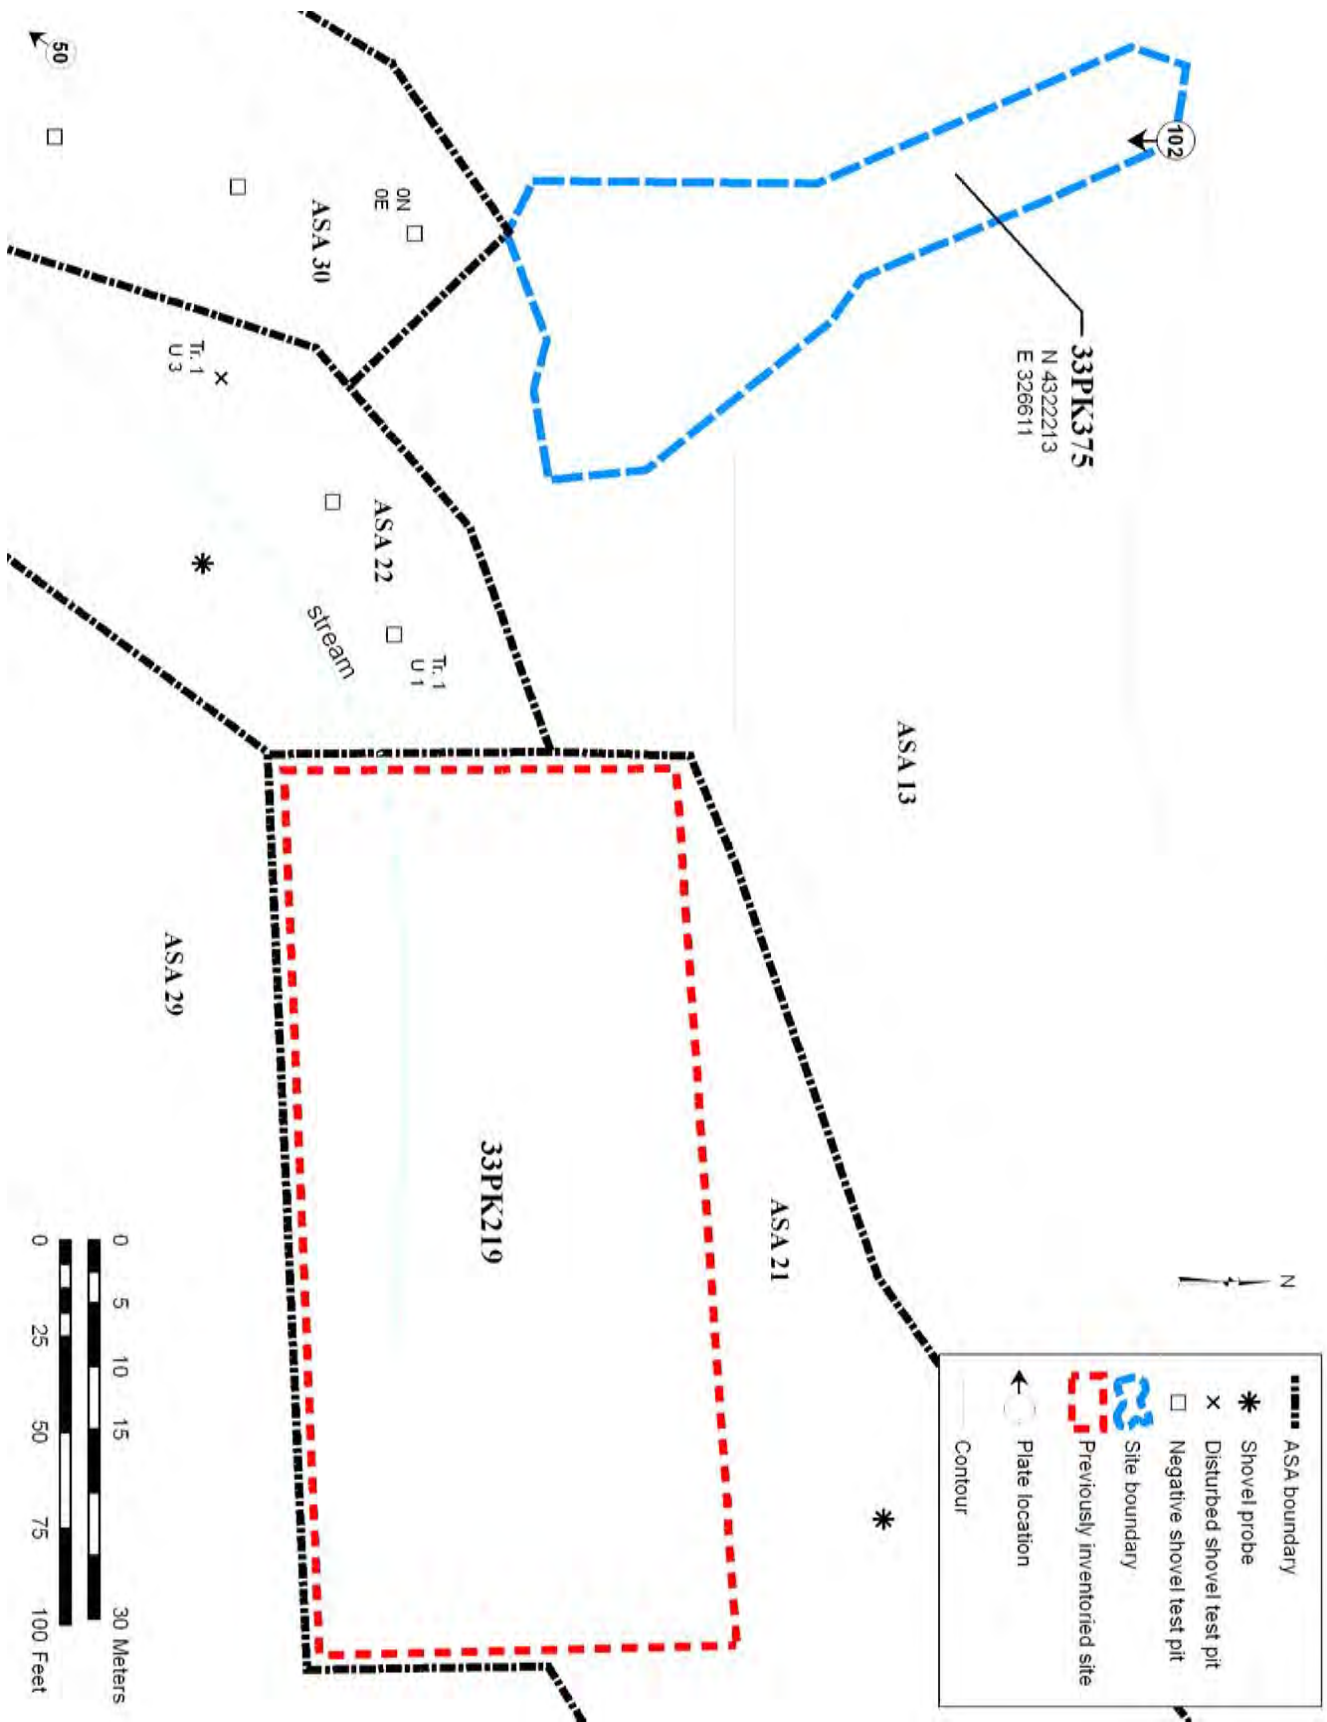 N
ASA boundary
Shovel probe
Disturbed shovel test pit
Negative shovel test pit
Site boundary
Previously inventoried site
Plate location
Contour
102
33PK375
N 4322213
E 326611
ASA 13
ASA 21
33PK219
0N
0E
ASA 30
50
Tr. 1
U 1
ASA 22
stream
Tr. 1
U 3
ASA 29
0 5 10 15 30 Meters
0 25 50 75 100 Feet